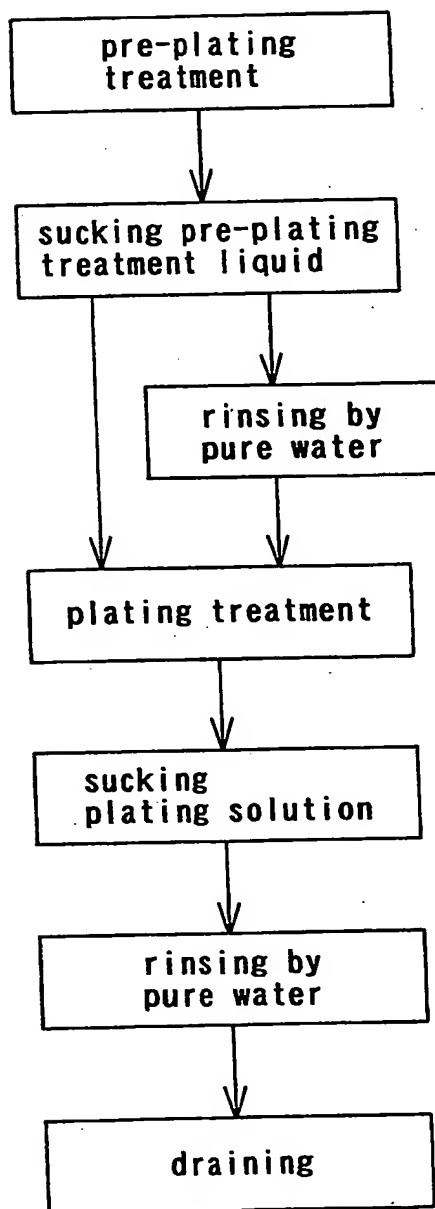 pre-plating
treatment
sucking pre-plating
treatment liquid
rinsing by
pure water
plating treatment
sucking
plating solution
rinsing by
pure water
draining